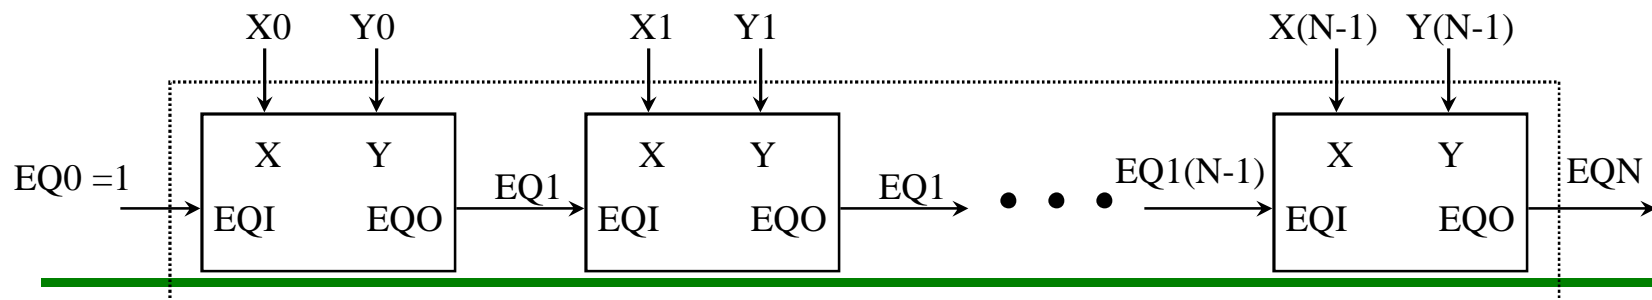 X0 Y0 X1 Y1 X(N-1) Y(N-1)
X Y X Y X Y
EQ0 =1 EQ1 EQ1 EQ1(N-1) EQN
EQI EQO EQI EQO EQI EQO